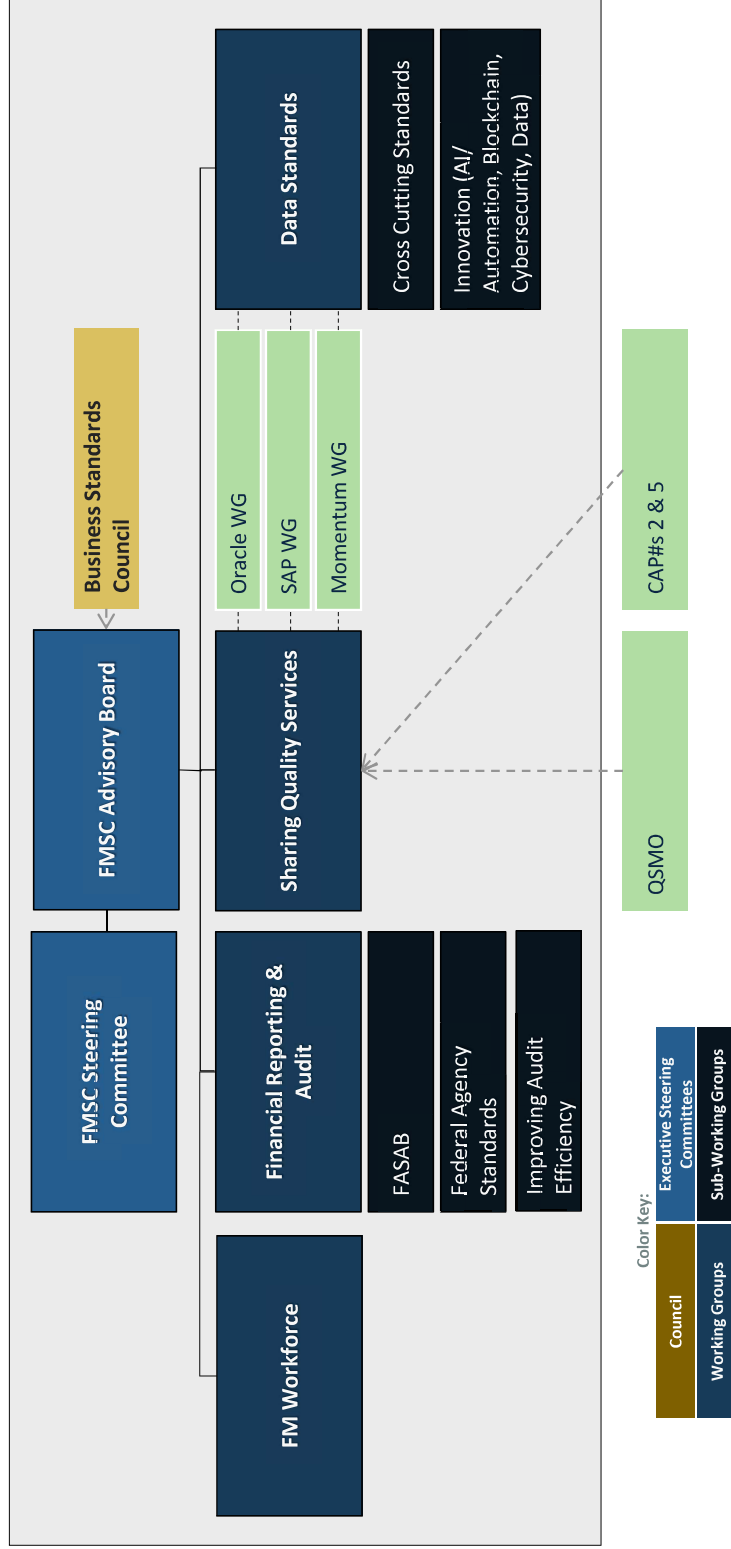 FMSC Steering
Committee
FMSC Advisory Board
Business Standards
Council
FM Workforce
Financial Reporting &
Audit
FASAB
Federal Agency
Standards
Improving Audit
Efficiency
Sharing Quality Services
Oracle WG
SAP WG
Momentum WG
Data Standards
Cross Cutting Standards
Innovation (AI/
Automation, Blockchain,
Cybersecurity, Data)
QSMO
CAP#s 2 & 5
Color Key:
Council
Executive Steering
Committees
Working Groups
Sub-Working Groups